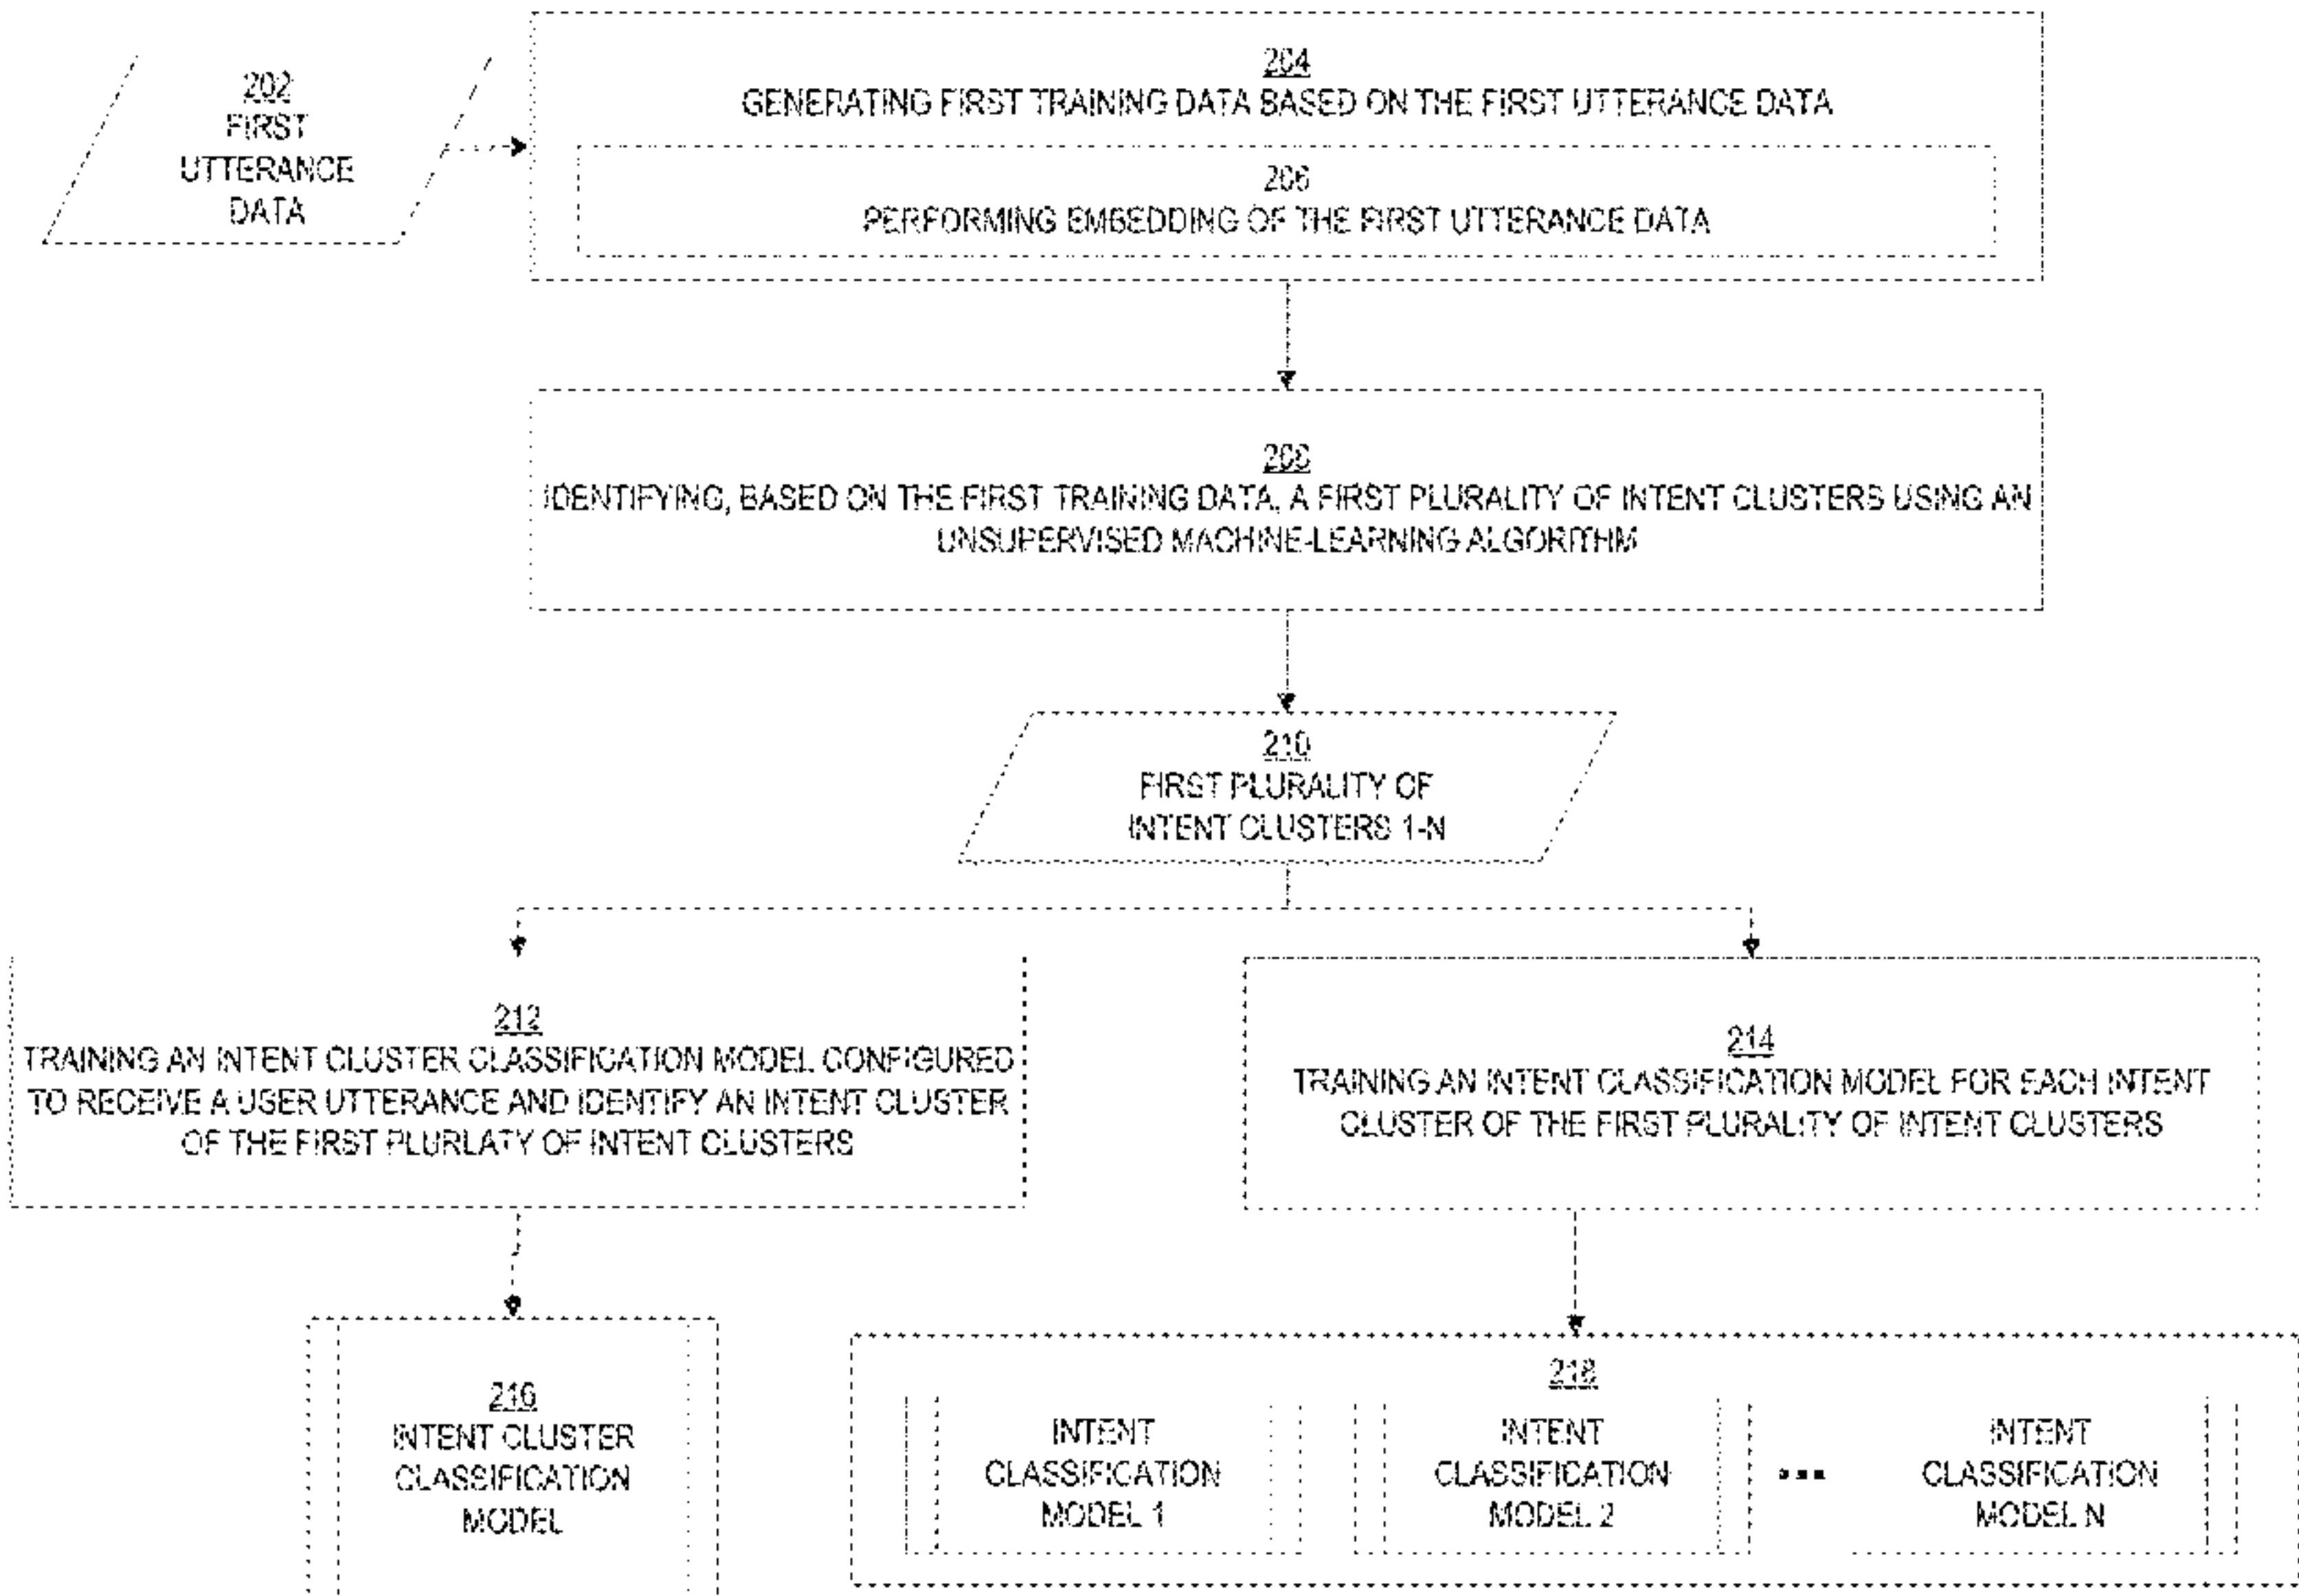 202
FIRST
UTTERANCE
DATA
204
GENERATING FIRST TRAINING DATA BASED ON THE FIRST UTTERANCE DATA
206
PERFORMING EMBEDDING OF THE FIRST UTTERANCE DATA
208
IDENTIFYING, BASED ON THE FIRST TRAINING DATA, A FIRST PLURALITY OF INTENT CLUSTERS USING AN
UNSUPERVISED MACHINE-LEARNING ALGORITHM
210
FIRST PLURALITY OF
INTENT CLUSTERS 1-N
212
TRAINING AN INTENT CLUSTER CLASSIFICATION MODEL CONFIGURED
TO RECEIVE A USER UTTERANCE AND IDENTIFY AN INTENT CLUSTER
OF THE FIRST PLURLATY OF INTENT CLUSTERS
214
TRAINING AN INTENT CLASSIFICATION MODEL FOR EACH INTENT
CLUSTER OF THE FIRST PLURALITY OF INTENT CLUSTERS
216
INTENT CLUSTER
CLASSIFICATION
MODEL
218
INTENT
CLASSIFICATION
MODEL 1
INTENT
CLASSIFICATION
MODEL 2
...
INTENT
CLASSIFICATION
MODEL N